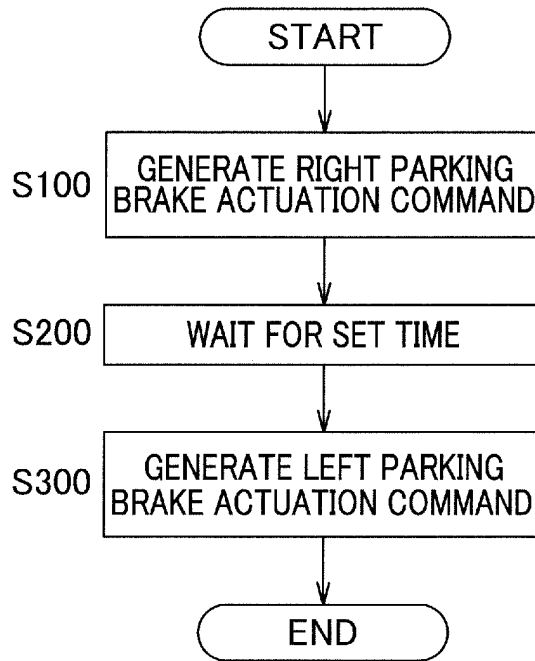 START
S100
GENERATE RIGHT PARKING
BRAKE ACTUATION COMMAND
S200
WAIT FOR SET TIME
S300
GENERATE LEFT PARKING
BRAKE ACTUATION COMMAND
END